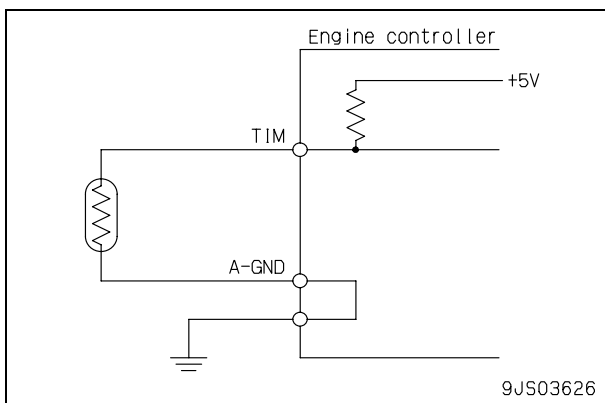 Engine controller
+5V
TIM
A-GND
9JS03626